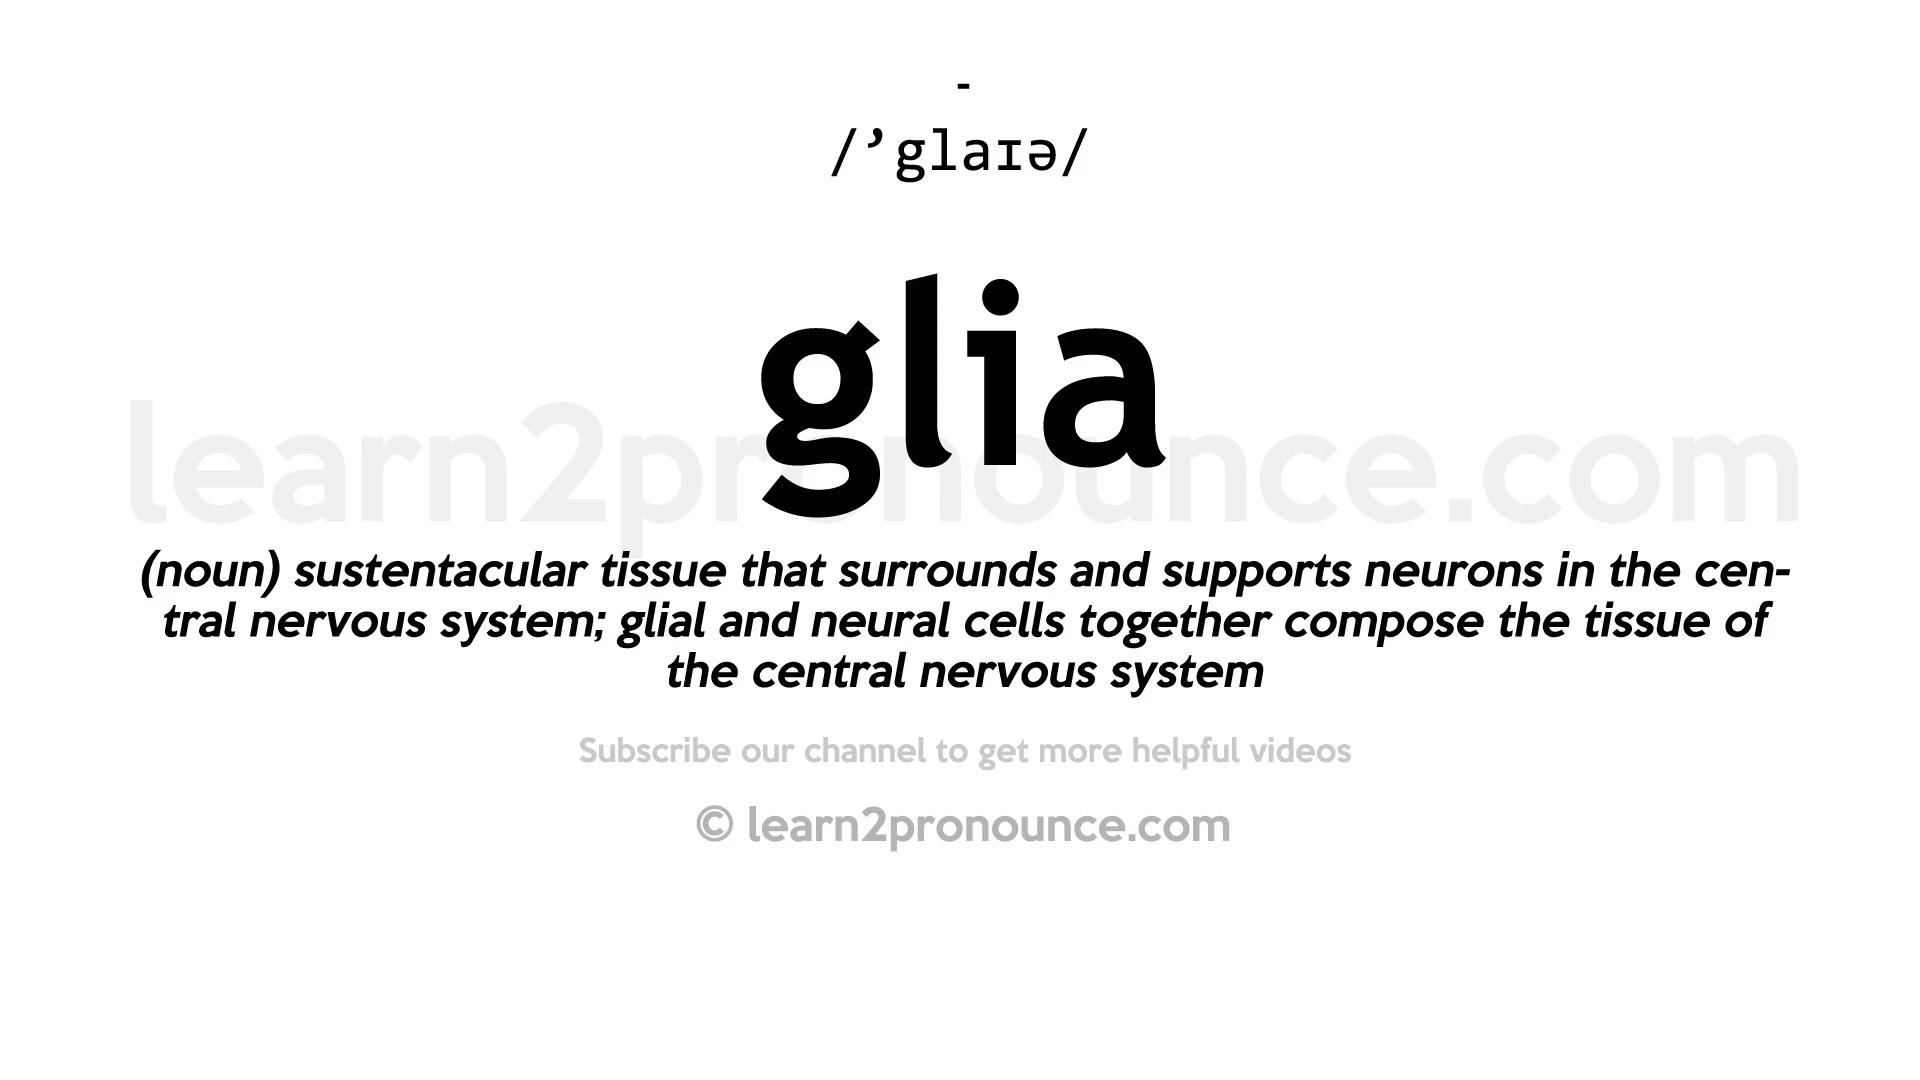 -
/’glaɪə/
glia
learn2pronounce.com
(noun) sustentacular tissue that surrounds and supports neurons in the cen-
tral nervous system; glial and neural cells together compose the tissue of
the central nervous system
Subscribe our channel to get more helpful videos
© learn2pronounce.com